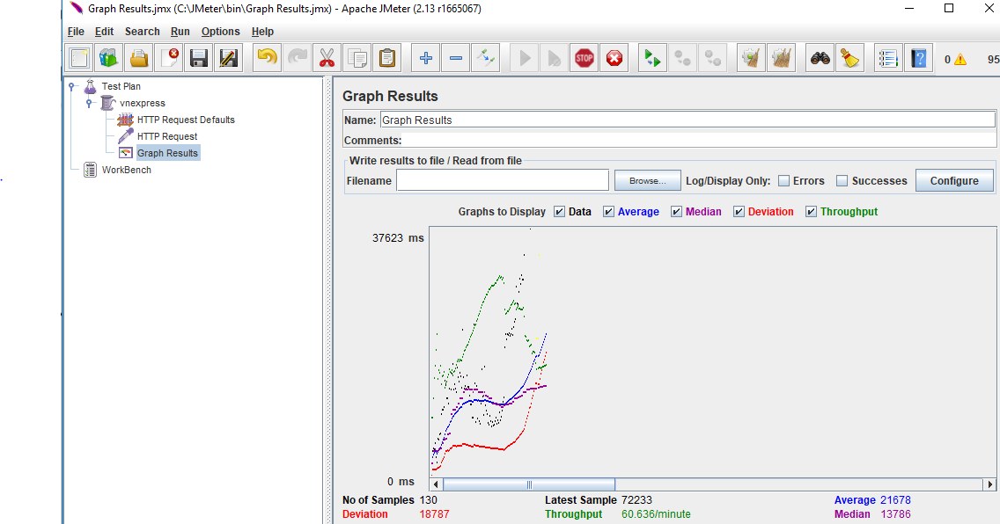 Graph Results.jmx (C:\JMeter\bin\Graph Results.jmx) - Apache JMeter (2.13 r1665067)
File Edit Search Run Options Help
STOP ? 0 95
Test Plan
vnexpress
HTTP Request Defaults
HTTP Request
Graph Results
WorkBench
Graph Results
Name: Graph Results
Comments:
Write results to file / Read from file
Filename Browse... Log/Display Only: Errors Successes Configure
Graphs to Display Data Average Median Deviation Throughput
37623 ms
0 ms
No of Samples 130 Latest Sample 72233 Average 21678
Deviation 18787 Throughput 60.636/minute Median 13786